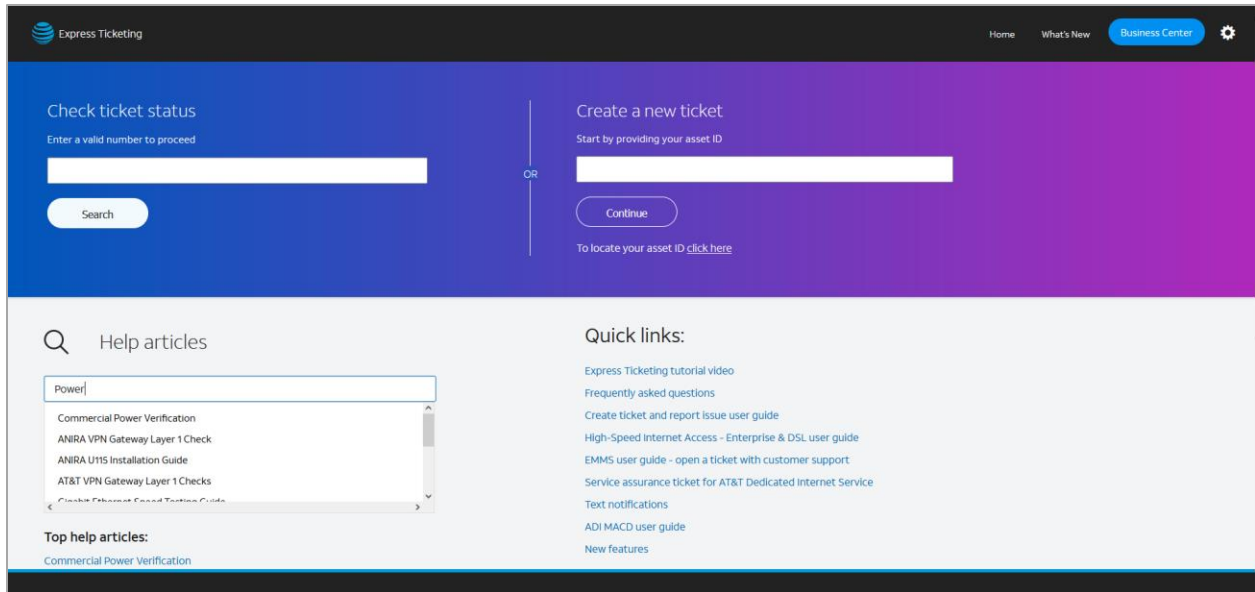 Express Ticketing
Home
What's New
Business Center
Check ticket status
Enter a valid number to proceed
Search
OR
Create a new ticket
Start by providing your asset ID
Continue
To locate your asset ID click here
Help articles
Power
Commercial Power Verification
ANIRA VPN Gateway Layer 1 Check
ANIRA U115 Installation Guide
AT&T VPN Gateway Layer 1 Checks
Gigabit Ethernet Speed Testing Guide
Top help articles:
Commercial Power Verification
Quick links:
Express Ticketing tutorial video
Frequently asked questions
Create ticket and report issue user guide
High-Speed Internet Access - Enterprise & DSL user guide
EMMS user guide - open a ticket with customer support
Service assurance ticket for AT&T Dedicated Internet Service
Text notifications
ADI MACD user guide
New features